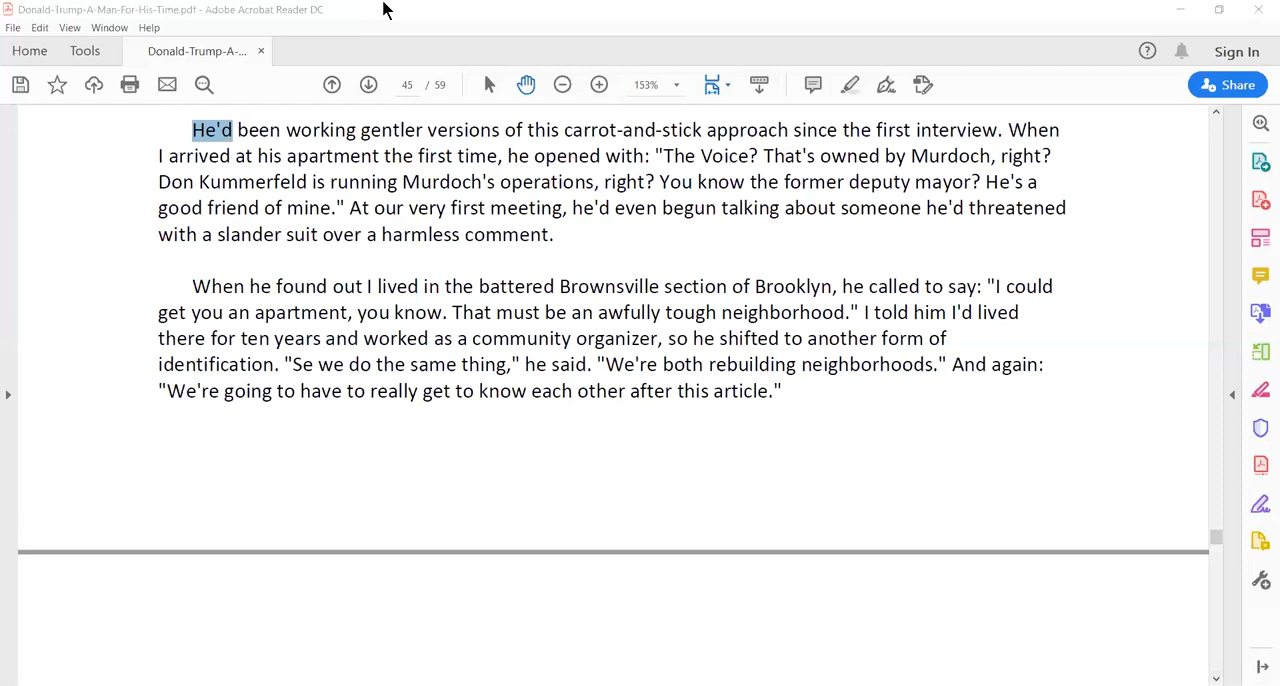 Donald-Trump-A-Man-For-His-Time.pdf - Adobe Acrobat Reader DC
File Edit View Window Help
Home Tools Donald-Trump-A-... ×
Sign In
45 / 59
153%
Share
He'd been working gentler versions of this carrot-and-stick approach since the first interview. When
I arrived at his apartment the first time, he opened with: "The Voice? That's owned by Murdoch, right?
Don Kummerfeld is running Murdoch's operations, right? You know the former deputy mayor? He's a
good friend of mine." At our very first meeting, he'd even begun talking about someone he'd threatened
with a slander suit over a harmless comment.
When he found out I lived in the battered Brownsville section of Brooklyn, he called to say: "I could
get you an apartment, you know. That must be an awfully tough neighborhood." I told him I'd lived
there for ten years and worked as a community organizer, so he shifted to another form of
identification. "Se we do the same thing," he said. "We're both rebuilding neighborhoods." And again:
"We're going to have to really get to know each other after this article."